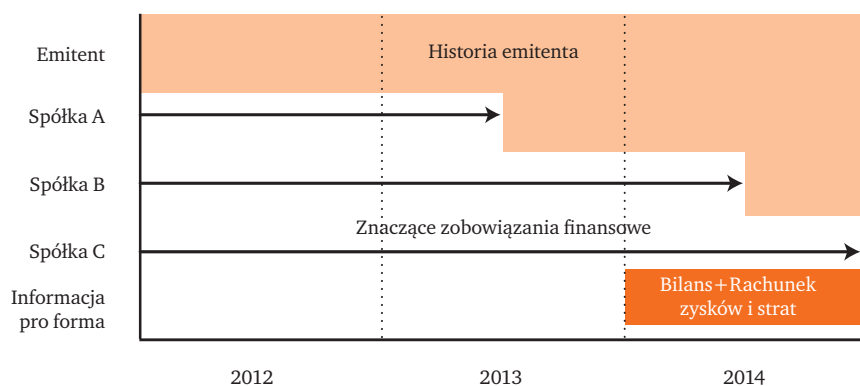 Emitent
Historia emitenta
Spółka A
Spółka B
Znaczące zobowiązania finansowe
Spółka C
Informacja
pro forma
Bilans+Rachunek
zysków i strat
2012
2013
2014